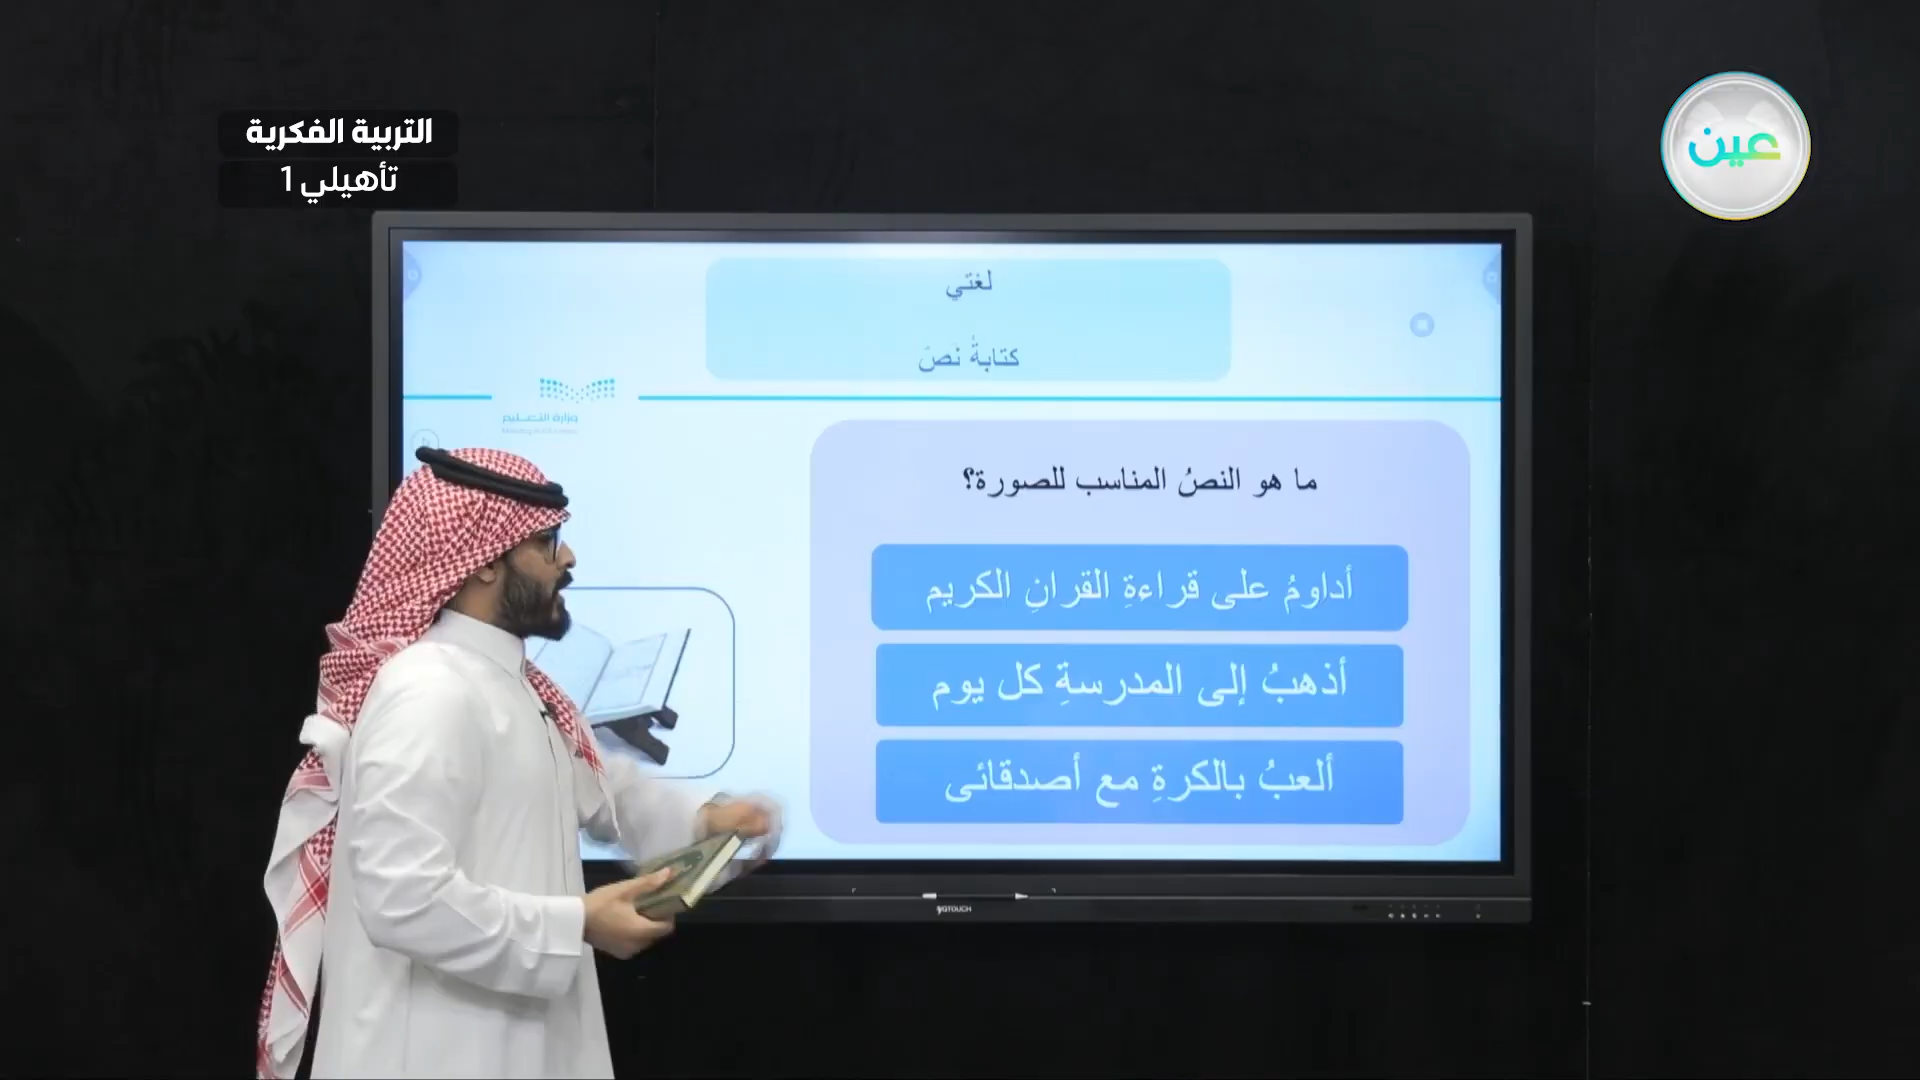 التربية الفكرية
تأهيلي 1
عين
لغتي
كتابةُ نَصّ
وزارة التعليم
ما هو النصُ المناسب للصورة؟
أداومُ على قراءةِ القرانِ الكريم
أذهبُ إلى المدرسةِ كل يوم
ألعبُ بالكرةِ مع أصدقائى